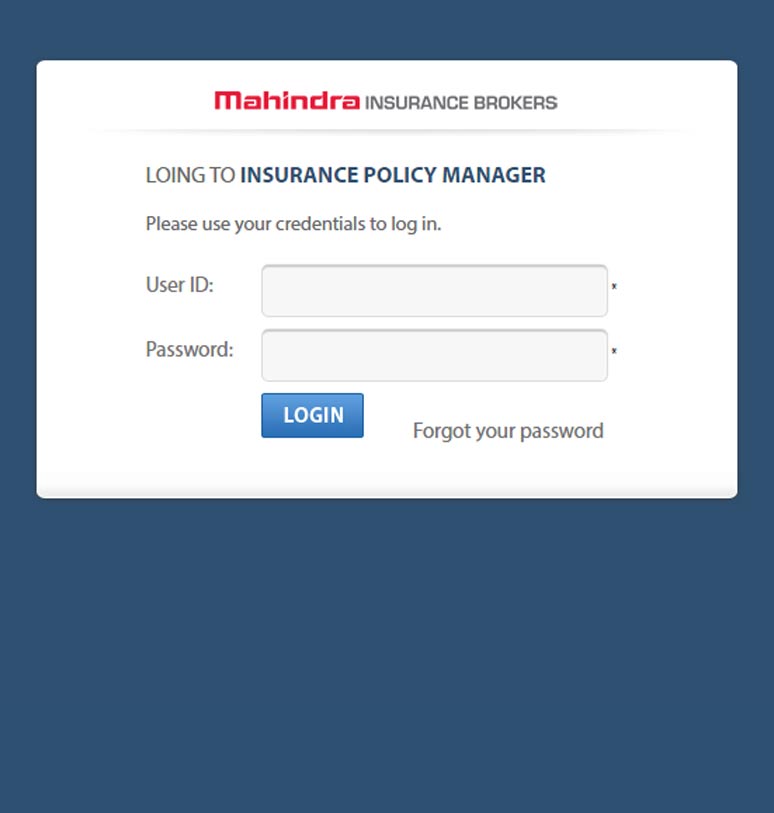 Mahindra INSURANCE BROKERS
LOING TO INSURANCE POLICY MANAGER
Please use your credentials to log in.
User ID: *
Password: *
LOGIN
Forgot your password